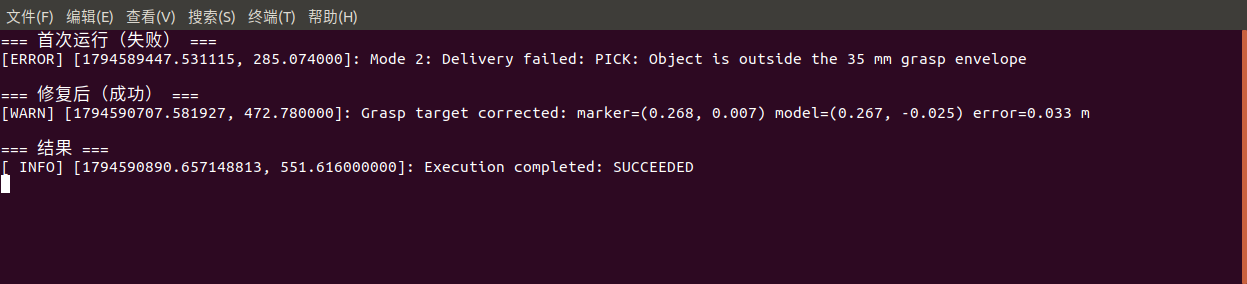 文件(F) 编辑(E) 查看(V) 搜索(S) 终端(T) 帮助(H)
=== 首次运行（失败） ===
[ERROR] [1794589447.531115, 285.074000]: Mode 2: Delivery failed: PICK: Object is outside the 35 mm grasp envelope
=== 修复后（成功） ===
[WARN] [1794590707.581927, 472.780000]: Grasp target corrected: marker=(0.268, 0.007) model=(0.267, -0.025) error=0.033 m
=== 结果 ===
[ INFO] [1794590890.657148813, 551.616000000]: Execution completed: SUCCEEDED